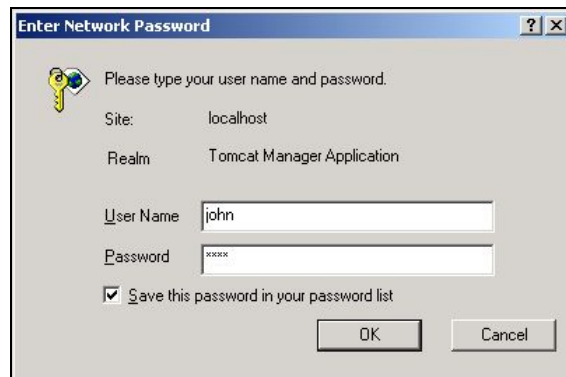 Enter Network Password
Please type your user name and password.
Site: localhost
Realm Tomcat Manager Application
User Name john
Password ****
Save this password in your password list
OK Cancel